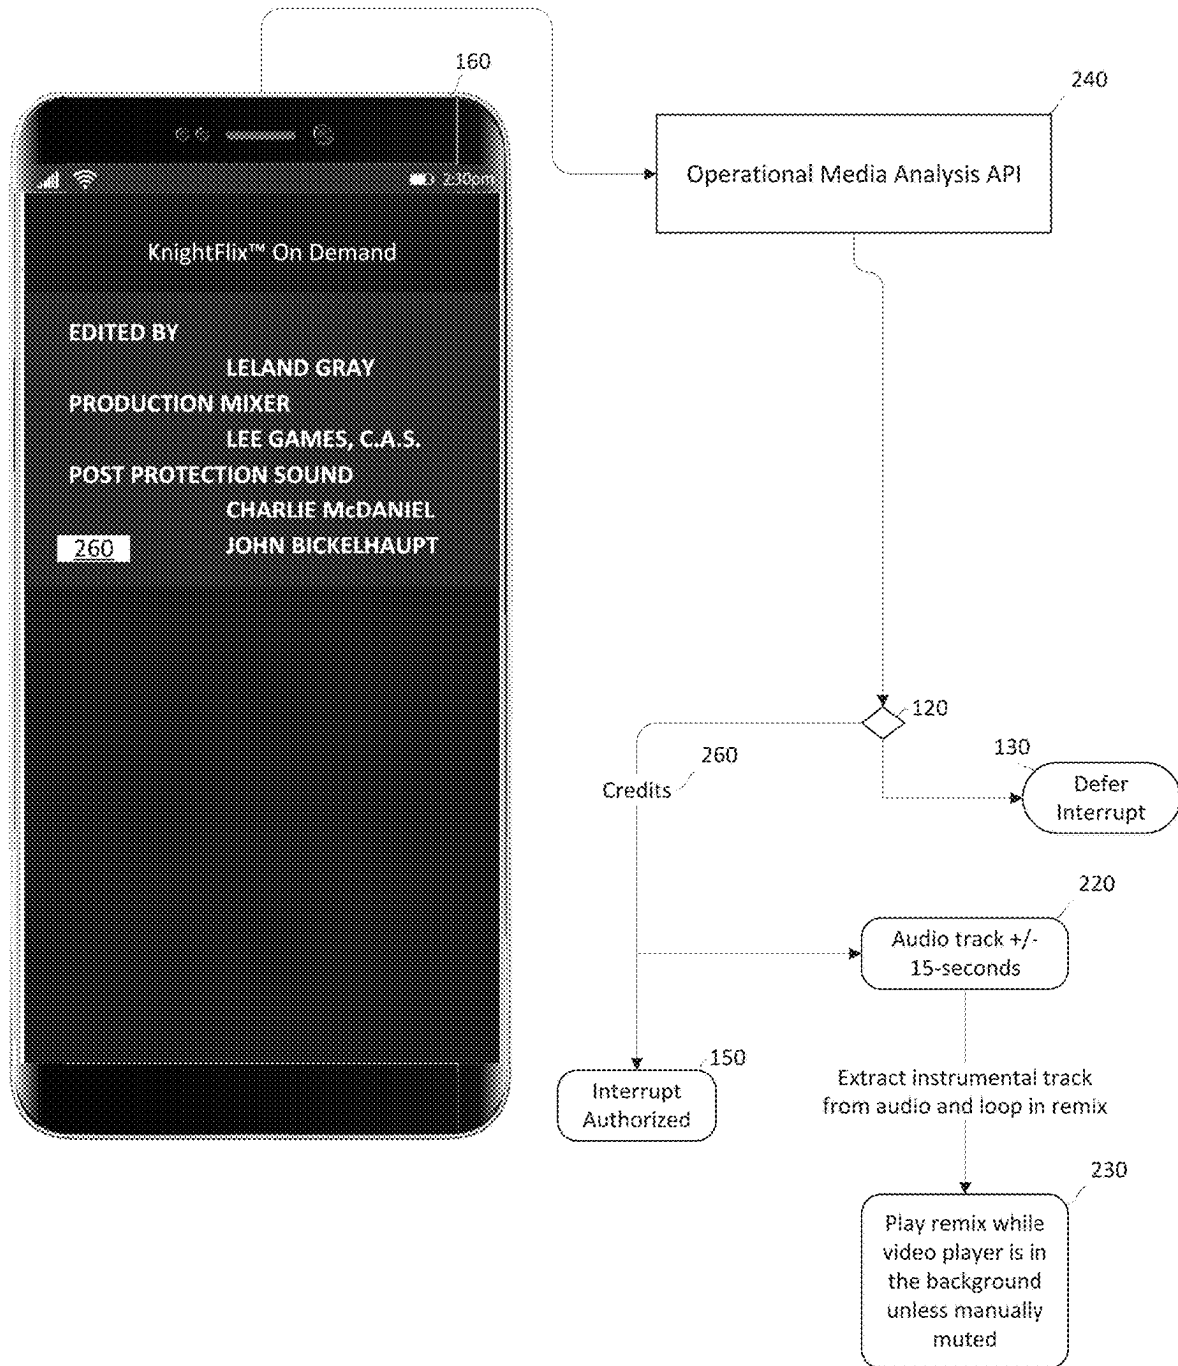 160
240
Operational Media Analysis API
2:30pm
KnightFlix™ On Demand
EDITED BY
LELAND GRAY
PRODUCTION MIXER
LEE GAMES, C.A.S.
POST PROTECTION SOUND
CHARLIE McDANIEL
260
JOHN BICKELHAUPT
120
260
Credits
130
Defer
Interrupt
220
Audio track +/-
15-seconds
150
Interrupt
Authorized
Extract instrumental track
from audio and loop in remix
230
Play remix while
video player is in
the background
unless manually
muted